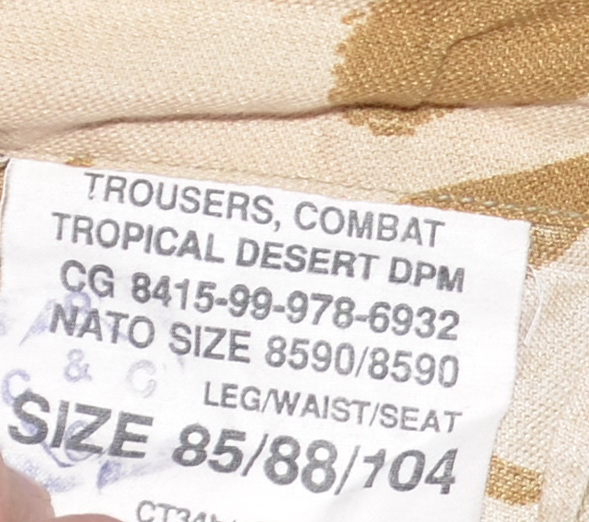 TROUSERS, COMBAT
TROPICAL DESERT DPM
CG 8415-99-978-6932
NATO SIZE 8590/8590
LEG/WAIST/SEAT
SIZE 85/88/104